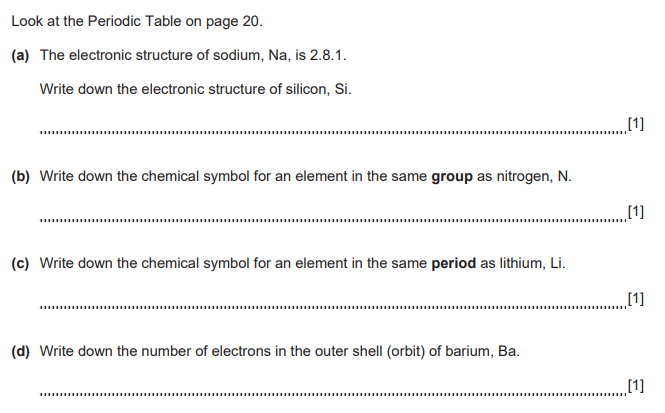 Look at the Periodic Table on page 20.
(a) The electronic structure of sodium, Na, is 2.8.1.
Write down the electronic structure of silicon, Si.
[1]
(b) Write down the chemical symbol for an element in the same group as nitrogen, N.
[1]
(c) Write down the chemical symbol for an element in the same period as lithium, Li.
[1]
(d) Write down the number of electrons in the outer shell (orbit) of barium, Ba.
[1]